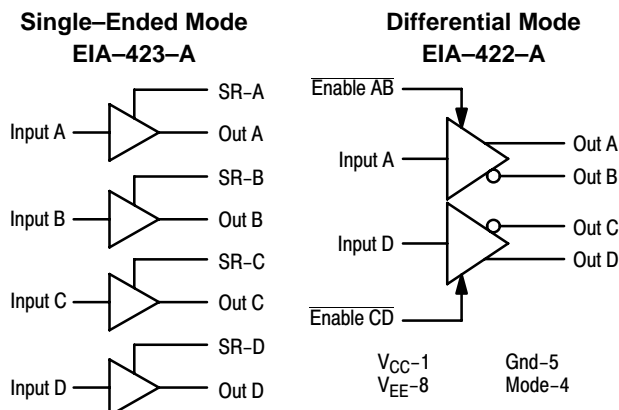 Single–Ended Mode
EIA–423–A
SR–A
Input A
Out A
SR–B
Input B
Out B
SR–C
Input C
Out C
SR–D
Input D
Out D
Differential Mode
EIA–422–A
Enable AB
Input A
Out A
Out B
Input D
Out C
Out D
Enable CD
VCC–1
Gnd–5
VEE–8
Mode–4